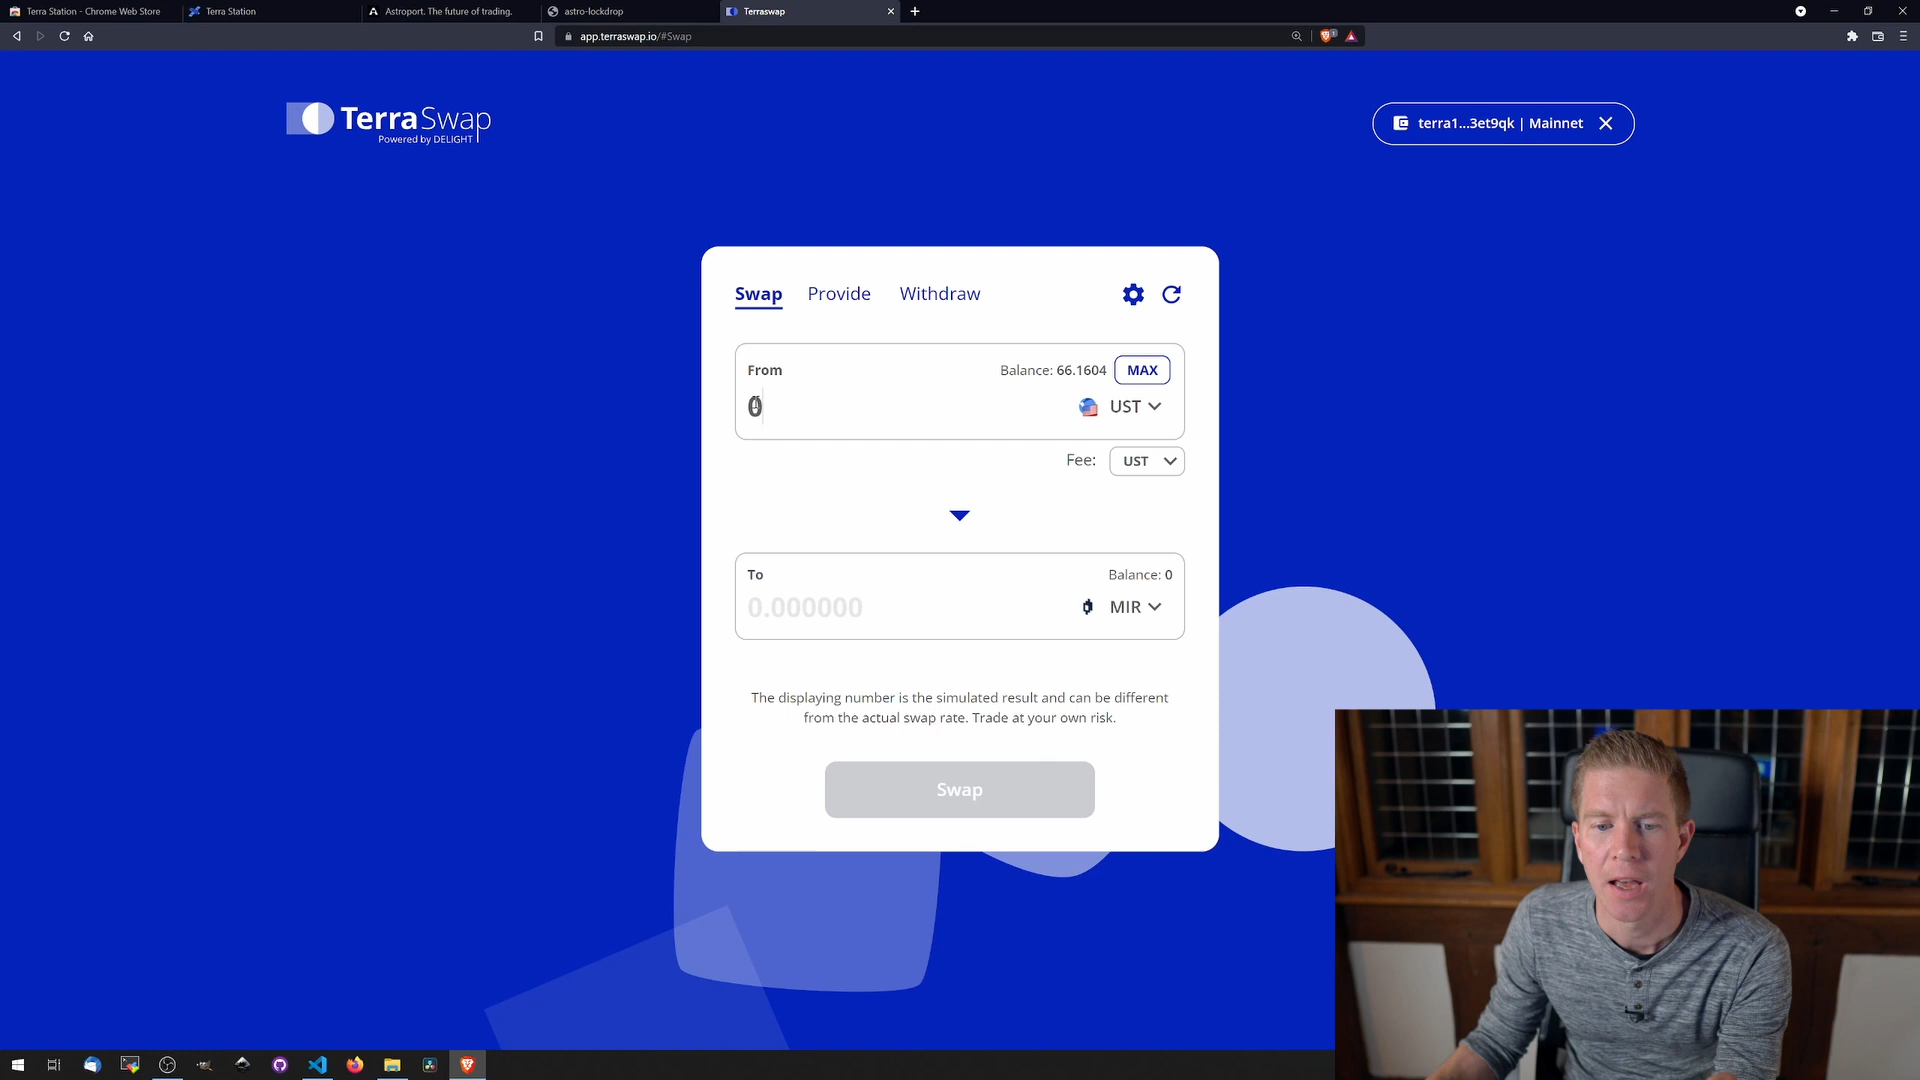 Terra Station - Chrome Web Store
Terra Station
Astroport. The future of trading.
astro-lockdrop
Terraswap
app.terraswap.io/#Swap
TerraSwap
Powered by DELIGHT
terra1...3et9qk | Mainnet
Swap Provide Withdraw
From
Balance: 66.1604 MAX
0
UST
Fee: UST
To
Balance: 0
0.000000
MIR
The displaying number is the simulated result and can be different
from the actual swap rate. Trade at your own risk.
Swap